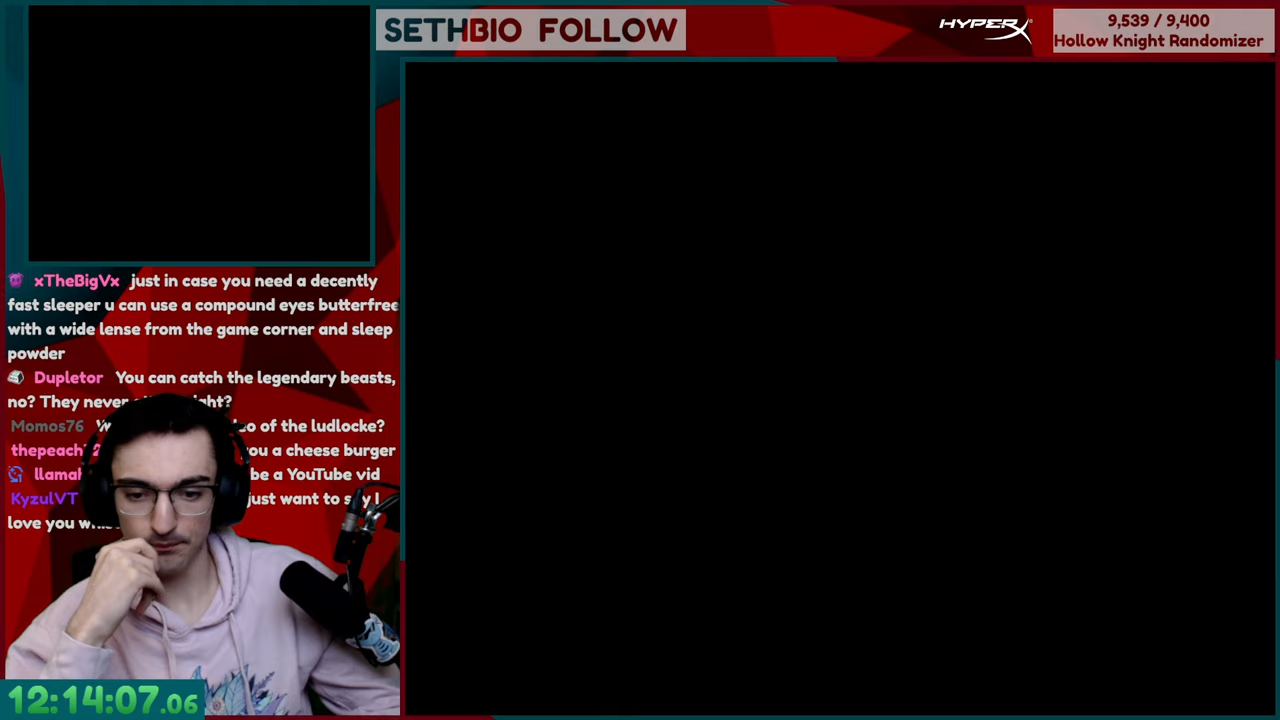 SETHBIO FOLLOW
HYPERX
9,539 / 9,400
Hollow Knight Randomizer
xTheBigVx just in case you need a decently
fast sleeper u can use a compound eyes butterfree
with a wide lense from the game corner and sleep
powder
Dupletor You can catch the legendary beasts,
no? They never
Momos76 of the ludlocke?
thepeach you a cheese burger
llamah be a YouTube vid
KyzulVT just want to say I
love you
12:14:07.06